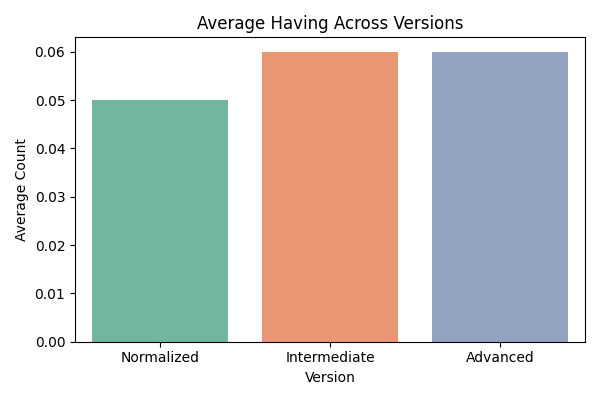 Average Having Across Versions
Average Count
0.06
0.05
0.04
0.03
0.02
0.01
0.00
Normalized
Intermediate
Advanced
Version